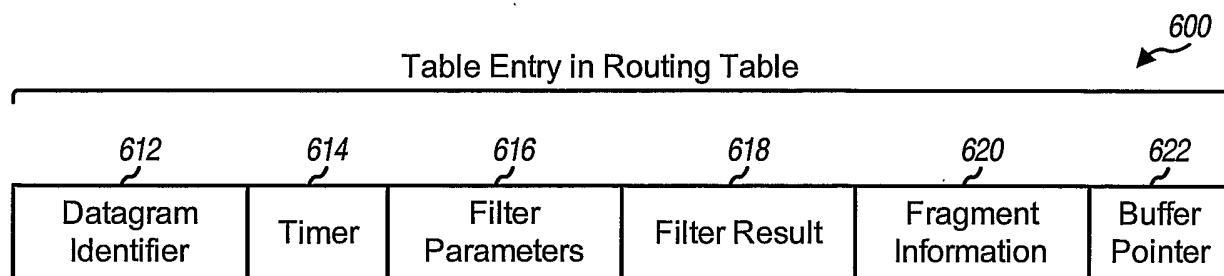 600
Table Entry in Routing Table
612 614 616 618 620 622
Datagram Identifier
Timer
Filter Parameters
Filter Result
Fragment Information
Buffer Pointer